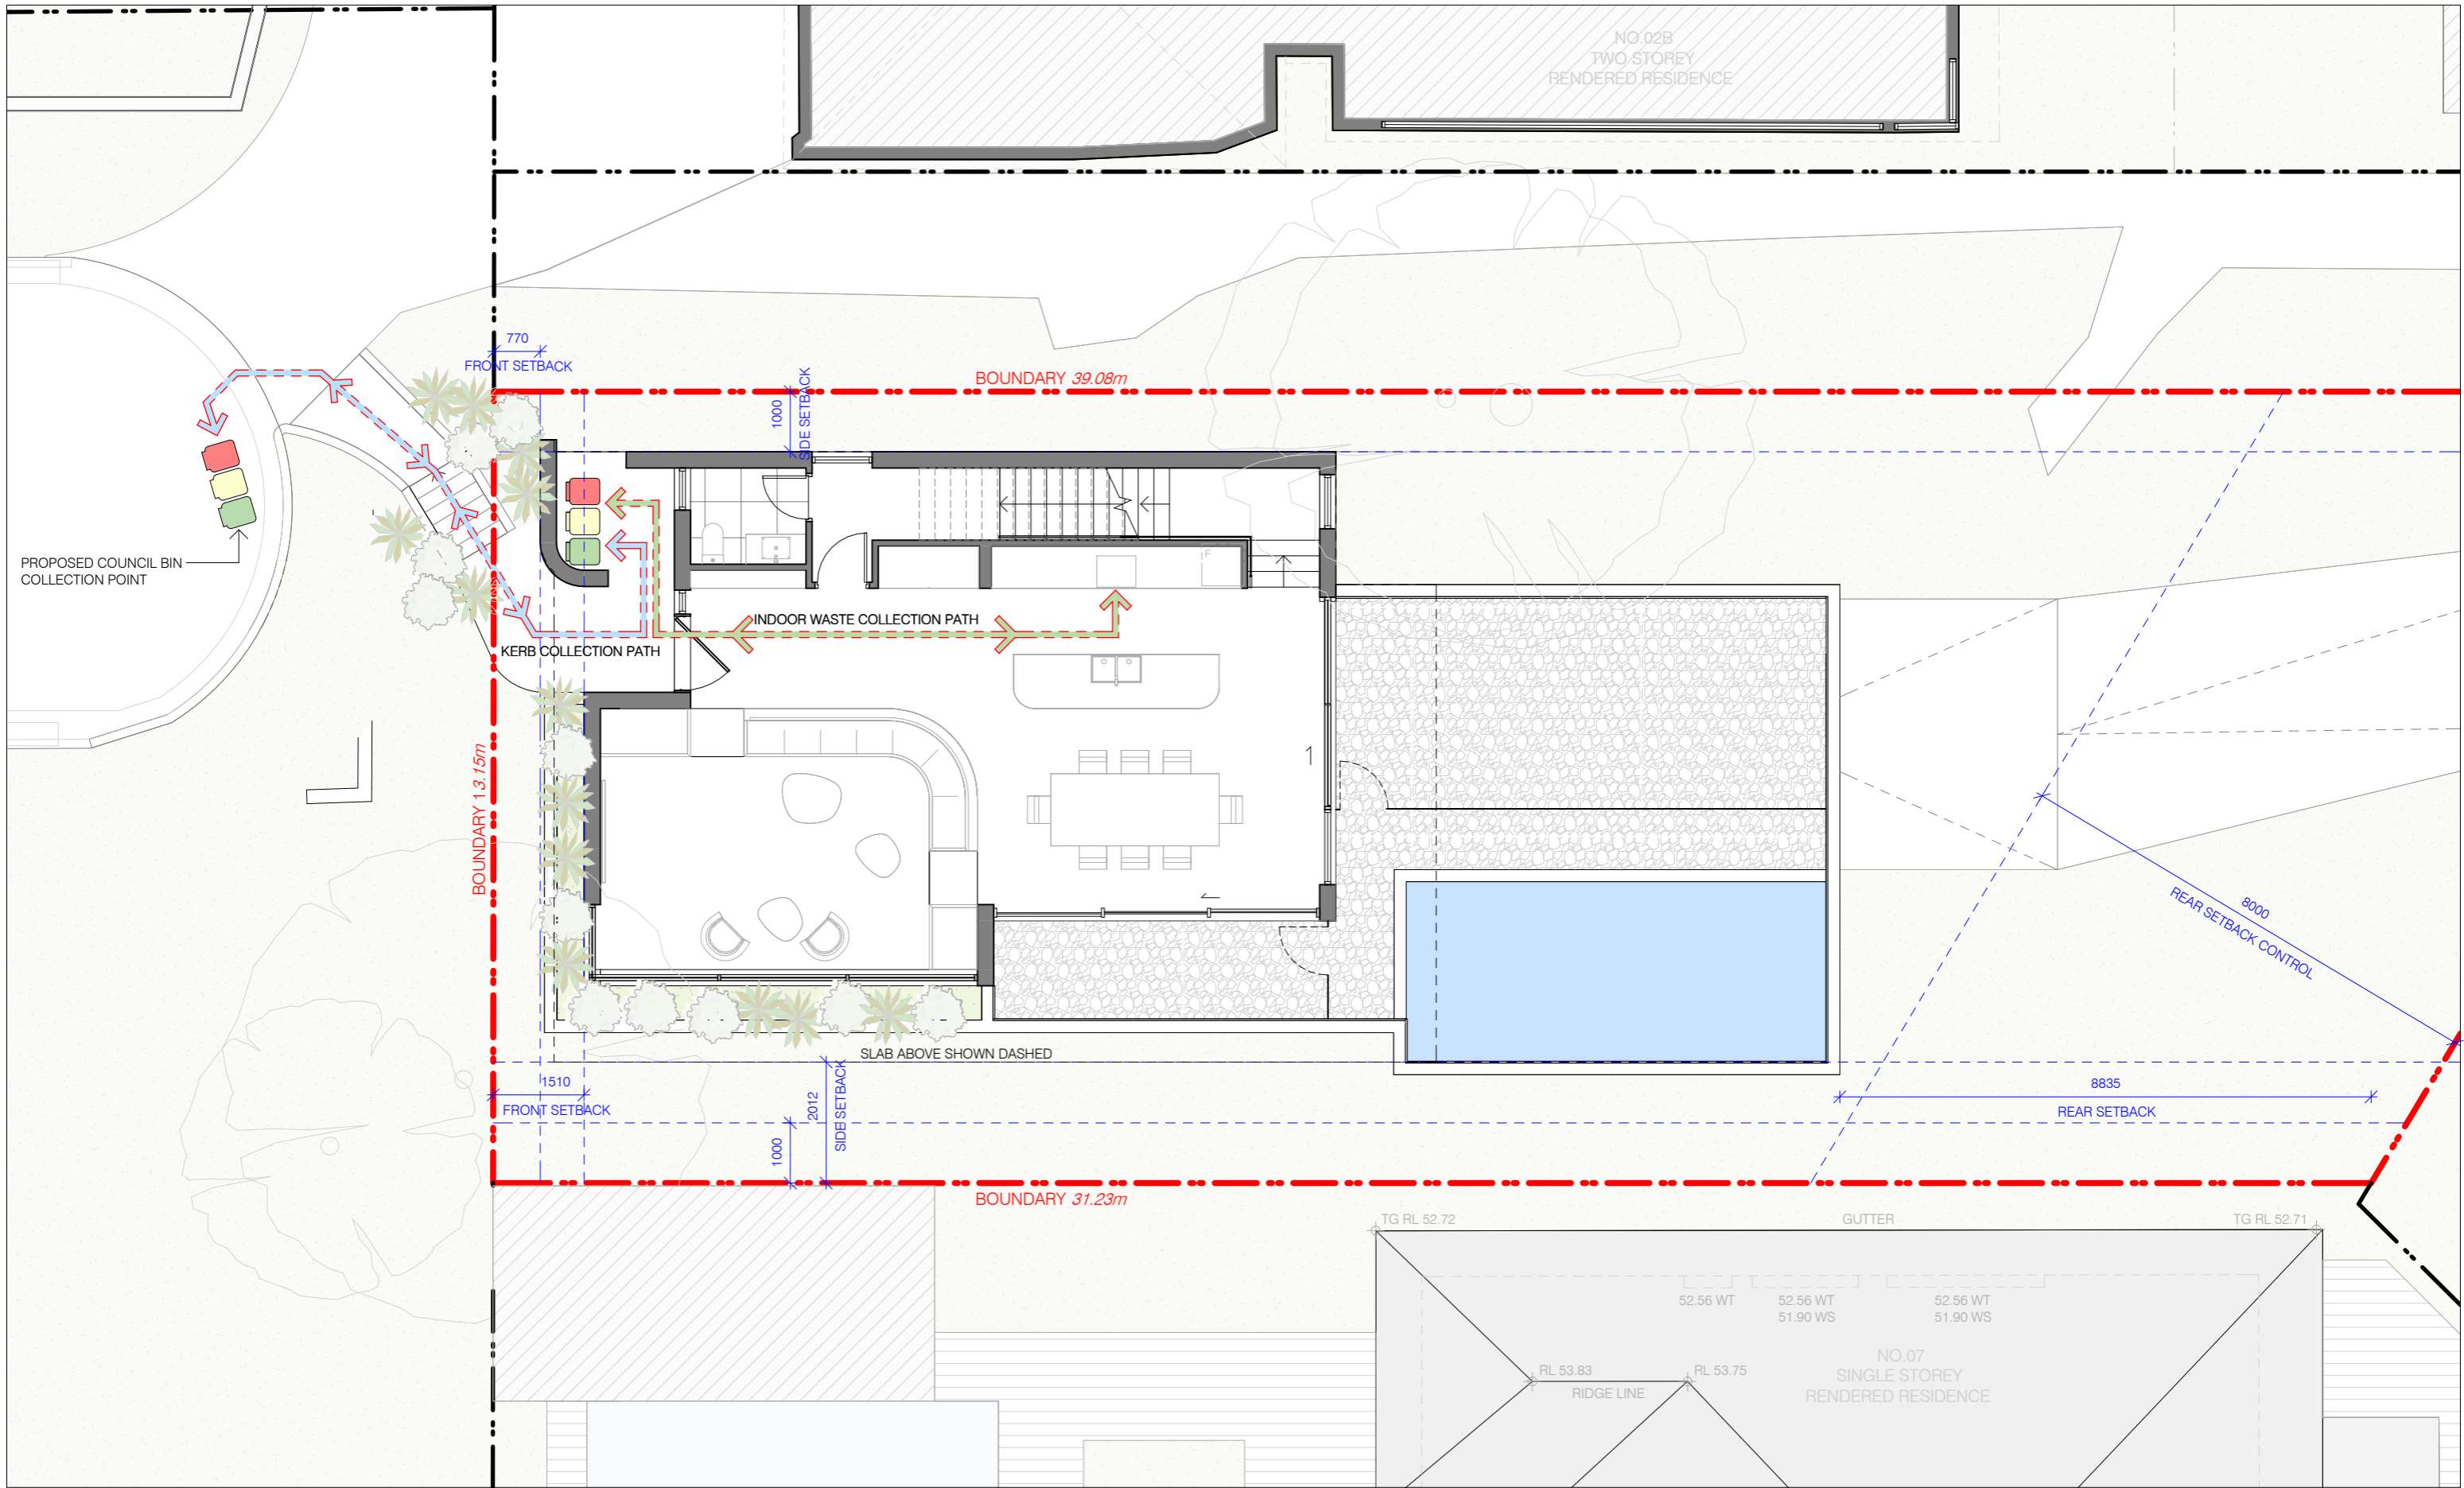 NO.02B
TWO STOREY
RENDERED RESIDENCE
770
FRONT SETBACK
BOUNDARY 39.08m
1000
SIDE SETBACK
PROPOSED COUNCIL BIN
COLLECTION POINT
F
INDOOR WASTE COLLECTION PATH
KERB COLLECTION PATH
1
BOUNDARY 13.15m
8000
REAR SETBACK CONTROL
SLAB ABOVE SHOWN DASHED
1510
FRONT SETBACK
2012
SIDE SETBACK
1000
8835
REAR SETBACK
BOUNDARY 31.23m
TG RL 52.72
GUTTER
TG RL 52.71
52.56 WT
52.56 WT
51.90 WS
52.56 WT
51.90 WS
RL 53.83
RL 53.75
RIDGE LINE
NO.07
SINGLE STOREY
RENDERED RESIDENCE